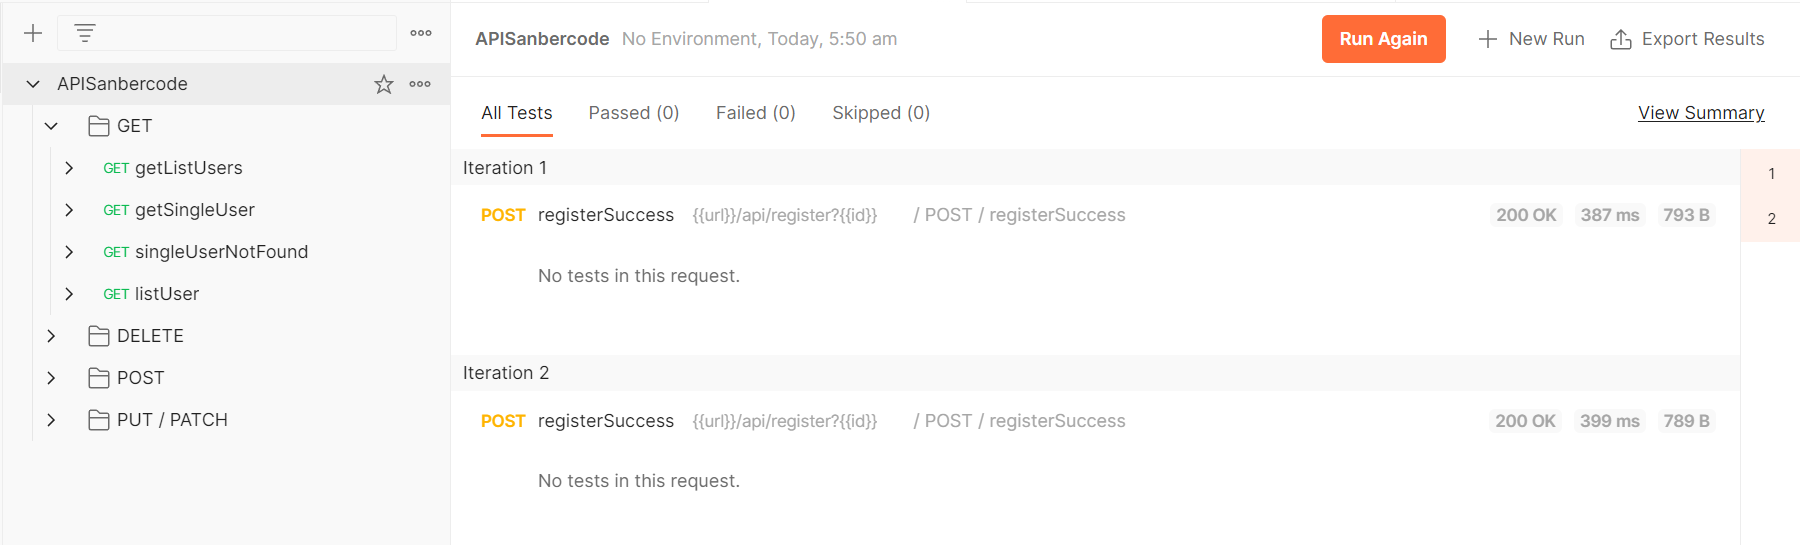 APISanbercode
GET
GET getListUsers
GET getSingleUser
GET singleUserNotFound
GET listUser
DELETE
POST
PUT / PATCH
APISanbercode No Environment, Today, 5:50 am
Run Again
New Run
Export Results
All Tests Passed (0) Failed (0) Skipped (0)
View Summary
Iteration 1
POST registerSuccess {{url}}/api/register?{{id}} / POST / registerSuccess 200 OK 387 ms 793 B
No tests in this request.
Iteration 2
POST registerSuccess {{url}}/api/register?{{id}} / POST / registerSuccess 200 OK 399 ms 789 B
No tests in this request.
1
2